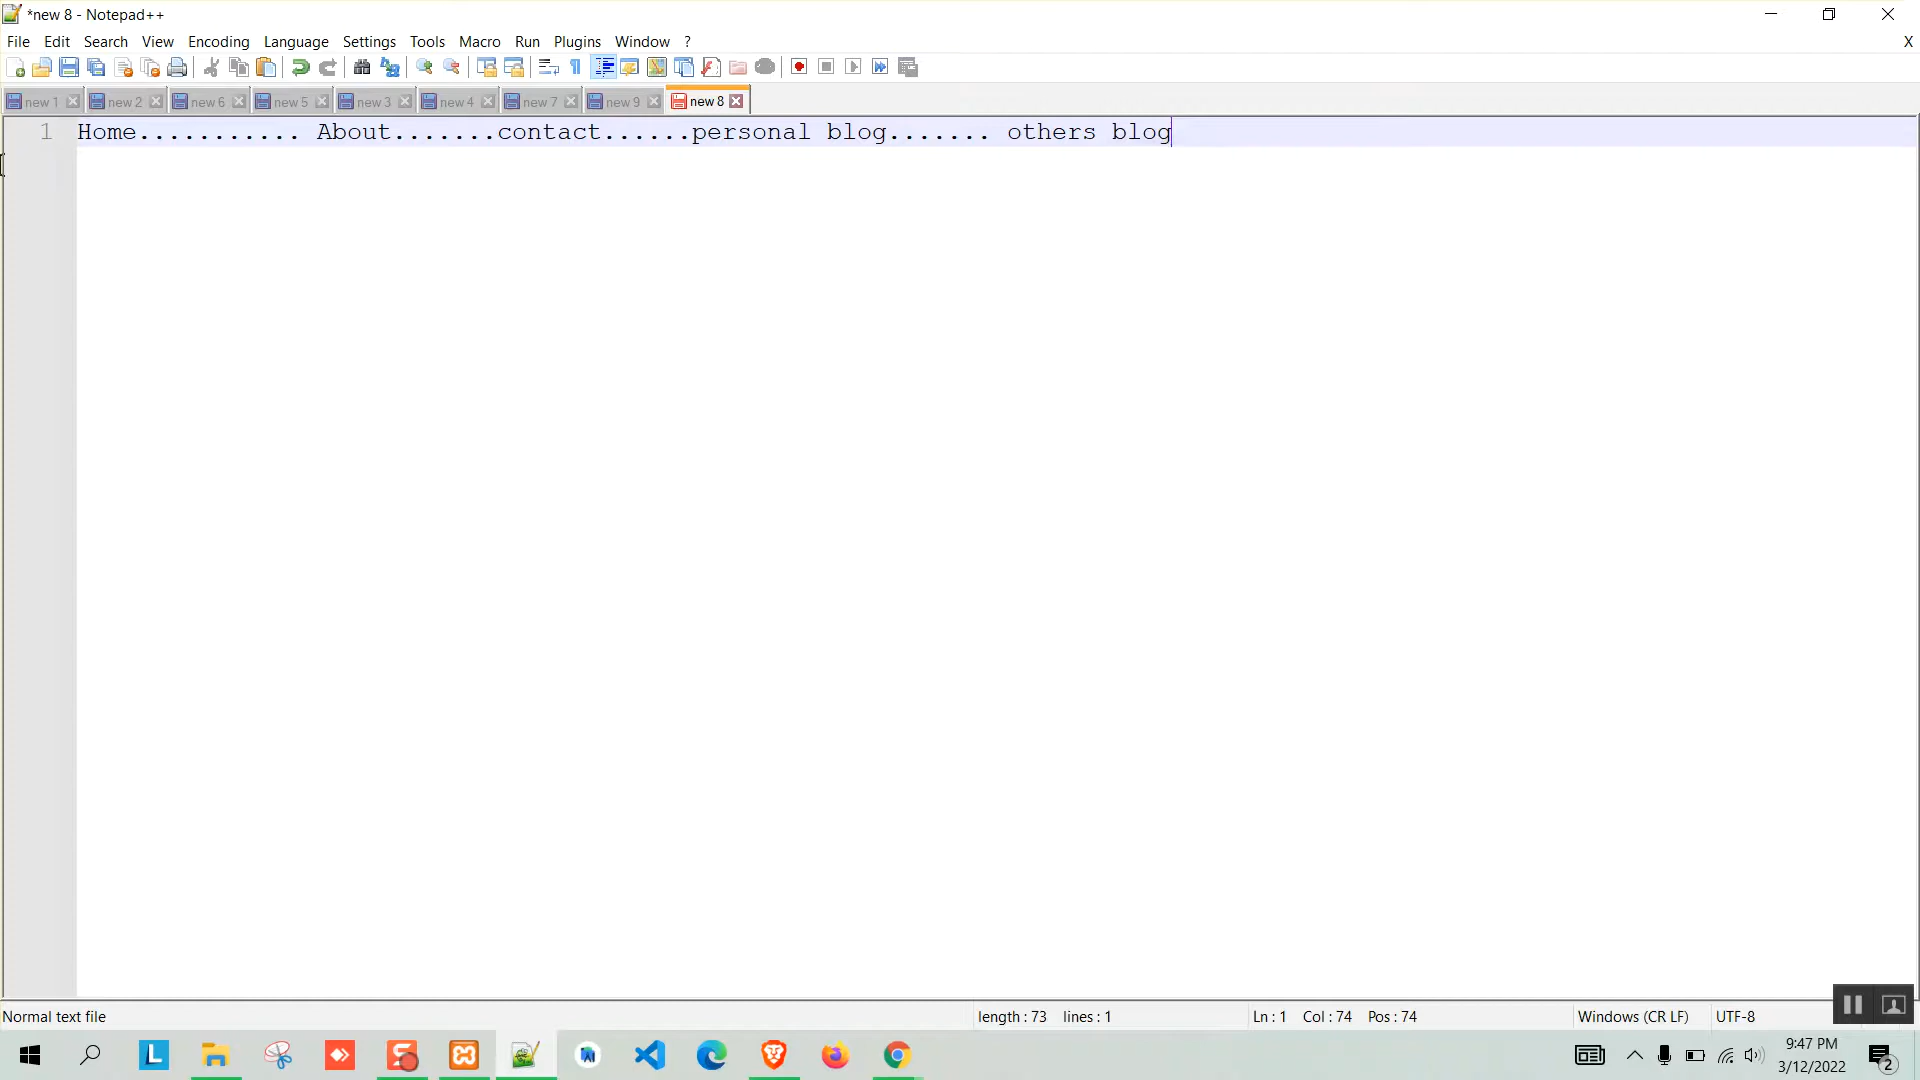 *new 8 - Notepad++
File Edit Search View Encoding Language Settings Tools Macro Run Plugins Window ? X
new 1 new 2 new 6 new 5 new 3 new 4 new 7 new 9 new 8
1 Home........... About.......contact......personal blog....... others blog
Normal text file length : 73 lines : 1 Ln : 1 Col : 74 Pos : 74 Windows (CR LF) UTF-8
9:47 PM
3/12/2022
2